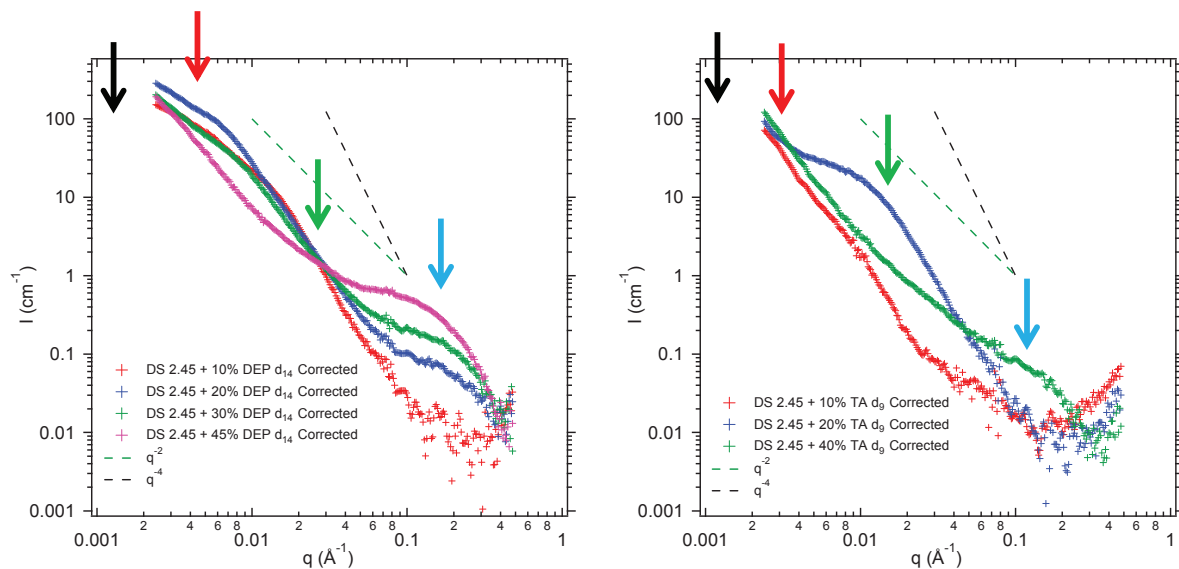 100
10
1
0.1
0.01
0.001
I (cm-1)
DS 2.45 + 10% DEP d14 Corrected
DS 2.45 + 20% DEP d14 Corrected
DS 2.45 + 30% DEP d14 Corrected
DS 2.45 + 45% DEP d14 Corrected
q-2
q-4
0.001 2 4 6 8 0.01 2 4 6 8 0.1 2 4 6 8 1
q (Å-1)
100
10
1
0.1
0.01
0.001
I (cm-1)
DS 2.45 + 10% TA d9 Corrected
DS 2.45 + 20% TA d9 Corrected
DS 2.45 + 40% TA d9 Corrected
q-2
q-4
0.001 2 4 6 8 0.01 2 4 6 8 0.1 2 4 6 8 1
q (Å-1)